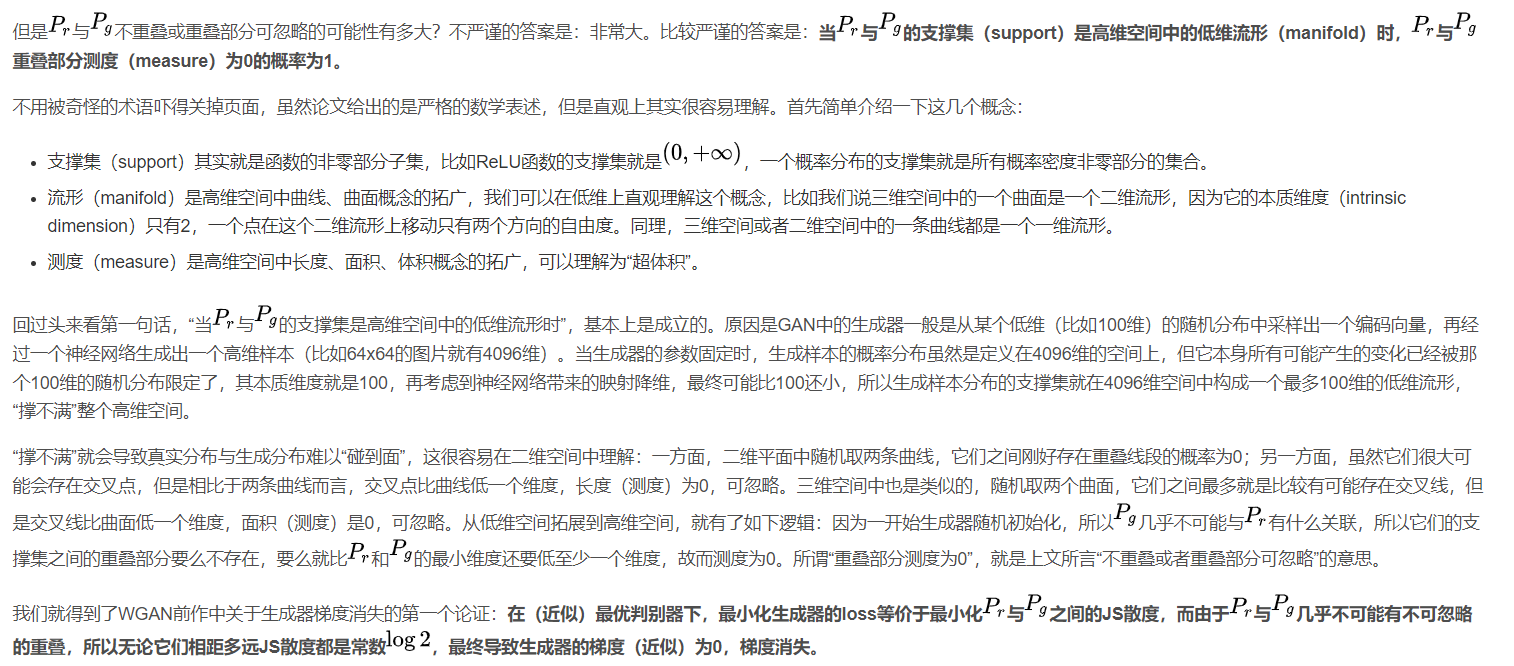 但是P_r与P_g不重叠或重叠部分可忽略的可能性有多大？不严谨的答案是：非常大。比较严谨的答案是：当P_r与P_g的支撑集（support）是高维空间中的低维流形（manifold）时，P_r与P_g
重叠部分测度（measure）为0的概率为1。
不用被奇怪的术语吓得关掉页面，虽然论文给出的是严格的数学表述，但是直观上其实很容易理解。首先简单介绍一下这几个概念：
• 支撑集（support）其实就是函数的非零部分子集，比如ReLU函数的支撑集就是(0, +∞)，一个概率分布的支撑集就是所有概率密度非零部分的集合。
• 流形（manifold）是高维空间中曲线、曲面概念的拓广，我们可以在低维上直观理解这个概念，比如我们说三维空间中的一个曲面是一个二维流形，因为它的本质维度（intrinsic
dimension）只有2，一个点在这个二维流形上移动只有两个方向的自由度。同理，三维空间或者二维空间中的一条曲线都是一个一维流形。
• 测度（measure）是高维空间中长度、面积、体积概念的拓广，可以理解为“超体积”。
回过头来看第一句话，“当P_r与P_g的支撑集是高维空间中的低维流形时”，基本上是成立的。原因是GAN中的生成器一般是从某个低维（比如100维）的随机分布中采样出一个编码向量，再经
过一个神经网络生成出一个高维样本（比如64x64的图片就有4096维）。当生成器的参数固定时，生成样本的概率分布虽然是定义在4096维的空间上，但它本身所有可能产生的变化已经被那
个100维的随机分布限定了，其本质维度就是100，再考虑到神经网络带来的映射降维，最终可能比100还小，所以生成样本分布的支撑集就在4096维空间中构成一个最多100维的低维流形，
“撑不满”整个高维空间。
“撑不满”就会导致真实分布与生成分布难以“碰到面”，这很容易在二维空间中理解：一方面，二维平面中随机取两条曲线，它们之间刚好存在重叠线段的概率为0；另一方面，虽然它们很大可
能会存在交叉点，但是相比于两条曲线而言，交叉点比曲线低一个维度，长度（测度）为0，可忽略。三维空间中也是类似的，随机取两个曲面，它们之间最多就是比较有可能存在交叉线，但
是交叉线比曲面低一个维度，面积（测度）是0，可忽略。从低维空间拓展到高维空间，就有了如下逻辑：因为一开始生成器随机初始化，所以P_g几乎不可能与P_r有什么关联，所以它们的支
撑集之间的重叠部分要么不存在，要么就比P_r和P_g的最小维度还要低至少一个维度，故而测度为0。所谓“重叠部分测度为0”，就是上文所言“不重叠或者重叠部分可忽略”的意思。
我们就得到了WGAN前作中关于生成器梯度消失的第一个论证：在（近似）最优判别器下，最小化生成器的loss等价于最小化P_r与P_g之间的JS散度，而由于P_r与P_g几乎不可能有不可忽略
的重叠，所以无论它们相距多远JS散度都是常数log 2，最终导致生成器的梯度（近似）为0，梯度消失。